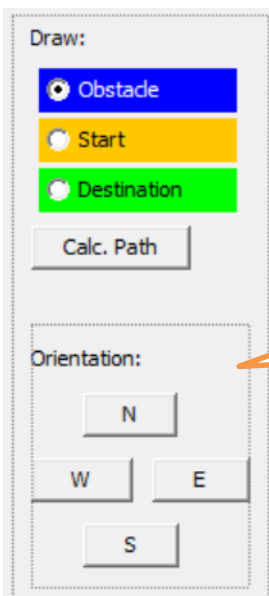 Draw:
Obstacle
Start
Destination
Calc. Path
Orientation:
N
W E
S